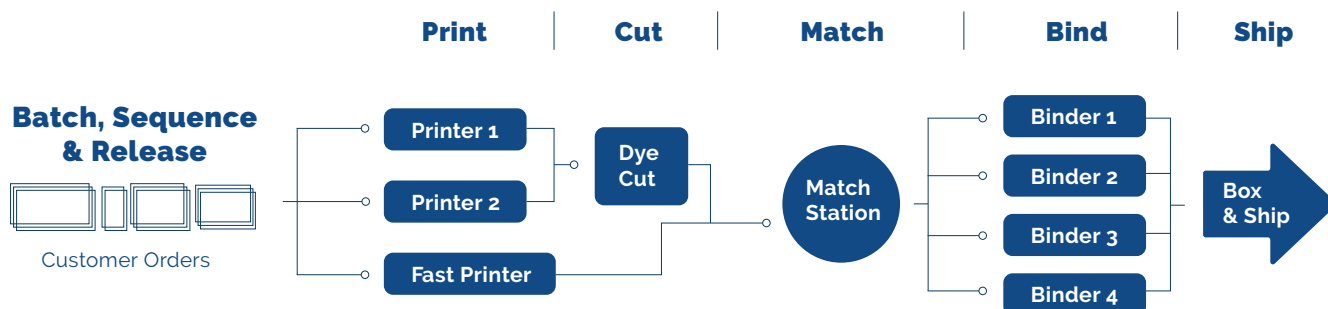 Print
Cut
Match
Bind
Ship
Batch, Sequence
& Release
Customer Orders
Printer 1
Printer 2
Fast Printer
Dye
Cut
Match
Station
Binder 1
Binder 2
Binder 3
Binder 4
Box
& Ship